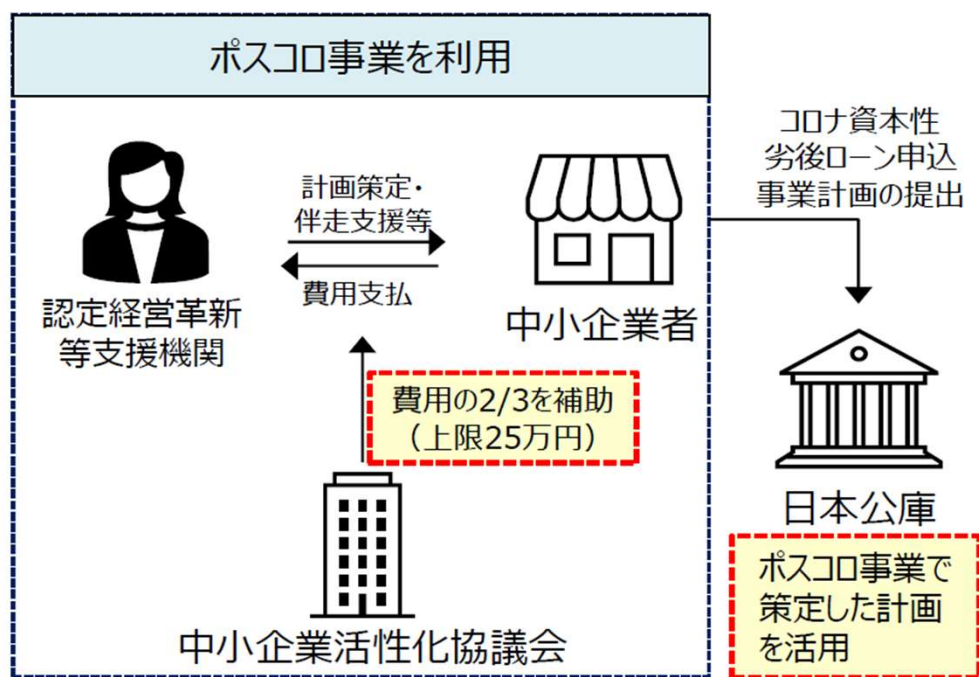 ポスコロ事業を利用
計画策定・
伴走支援等
費用支払
認定経営革新
等支援機関
中小企業者
費用の2/3を補助
（上限25万円）
中小企業活性化協議会
コロナ資本性
劣後ローン申込
事業計画の提出
日本公庫
ポスコロ事業で
策定した計画
を活用